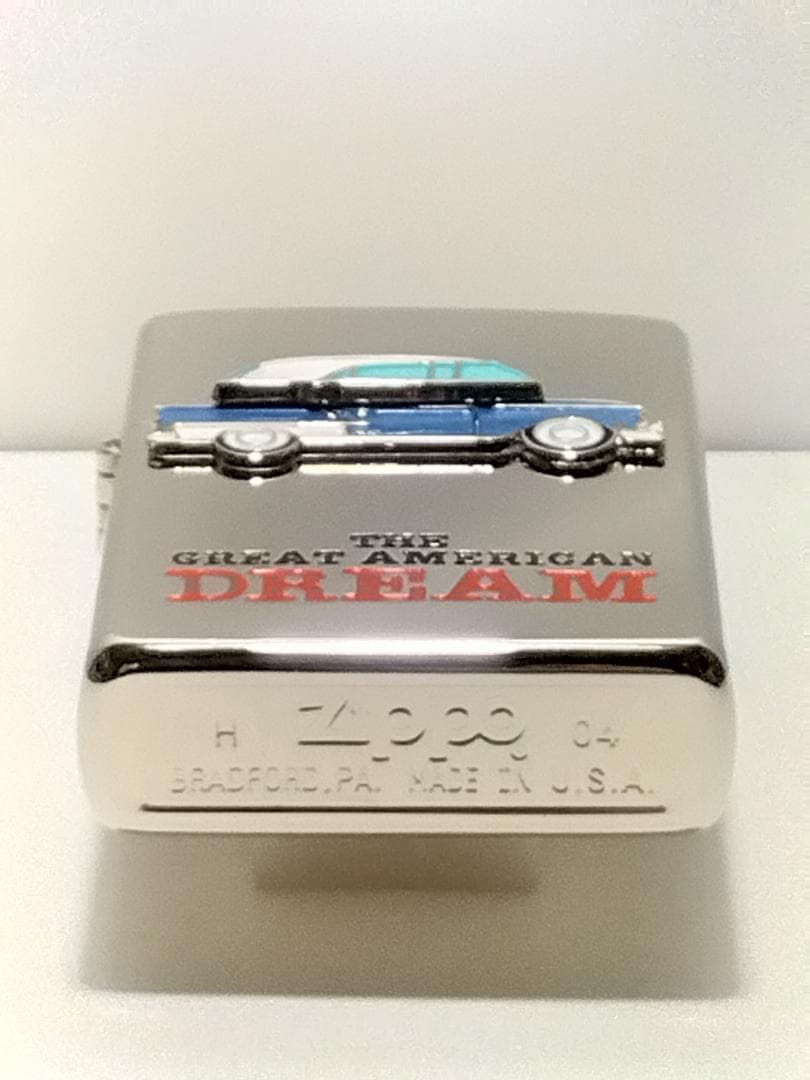 THE
GREAT AMERICAN
DREAM
H Zippo 04
BRADFORD, PA. MADE IN U.S.A.